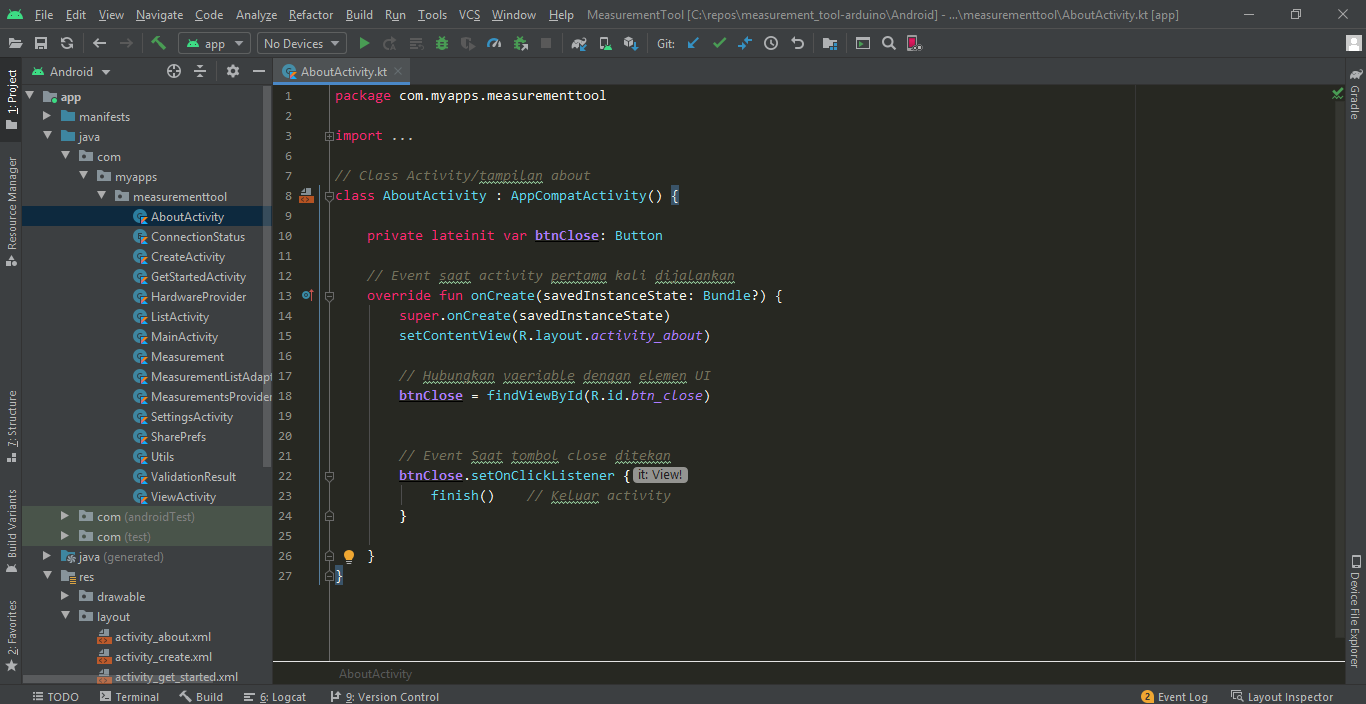 File Edit View Navigate Code Analyze Refactor Build Run Tools VCS Window Help MeasurementTool [C:\repos\measurement_tool-arduino\Android] - ...\measurementtool\AboutActivity.kt [app]
app No Devices Git:
1: Project
Resource Manager
7: Structure
Build Variants
2: Favorites
Android
app
manifests
java
com
myapps
measurementtool
AboutActivity
ConnectionStatus
CreateActivity
GetStartedActivity
HardwareProvider
ListActivity
MainActivity
Measurement
MeasurementListAdapt
MeasurementsProvider
SettingsActivity
SharePrefs
Utils
ValidationResult
ViewActivity
com (androidTest)
com (test)
java (generated)
res
drawable
layout
activity_about.xml
activity_create.xml
activity_get_started.xml
AboutActivity.kt
1 package com.myapps.measurementtool
2
3 import ...
6
7 // Class Activity/tampilan about
8 class AboutActivity : AppCompatActivity() {
9
10 private lateinit var btnClose: Button
11
12 // Event saat activity pertama kali dijalankan
13 override fun onCreate(savedInstanceState: Bundle?) {
14 super.onCreate(savedInstanceState)
15 setContentView(R.layout.activity_about)
16
17 // Hubungkan vaeriable dengan elemen UI
18 btnClose = findViewById(R.id.btn_close)
19
20
21 // Event Saat tombol close ditekan
22 btnClose.setOnClickListener { it: View!
23 finish() // Keluar activity
24 }
25
26 }
27 }
AboutActivity
Gradle
Device File Explorer
TODO Terminal Build 6: Logcat 9: Version Control 2 Event Log Layout Inspector